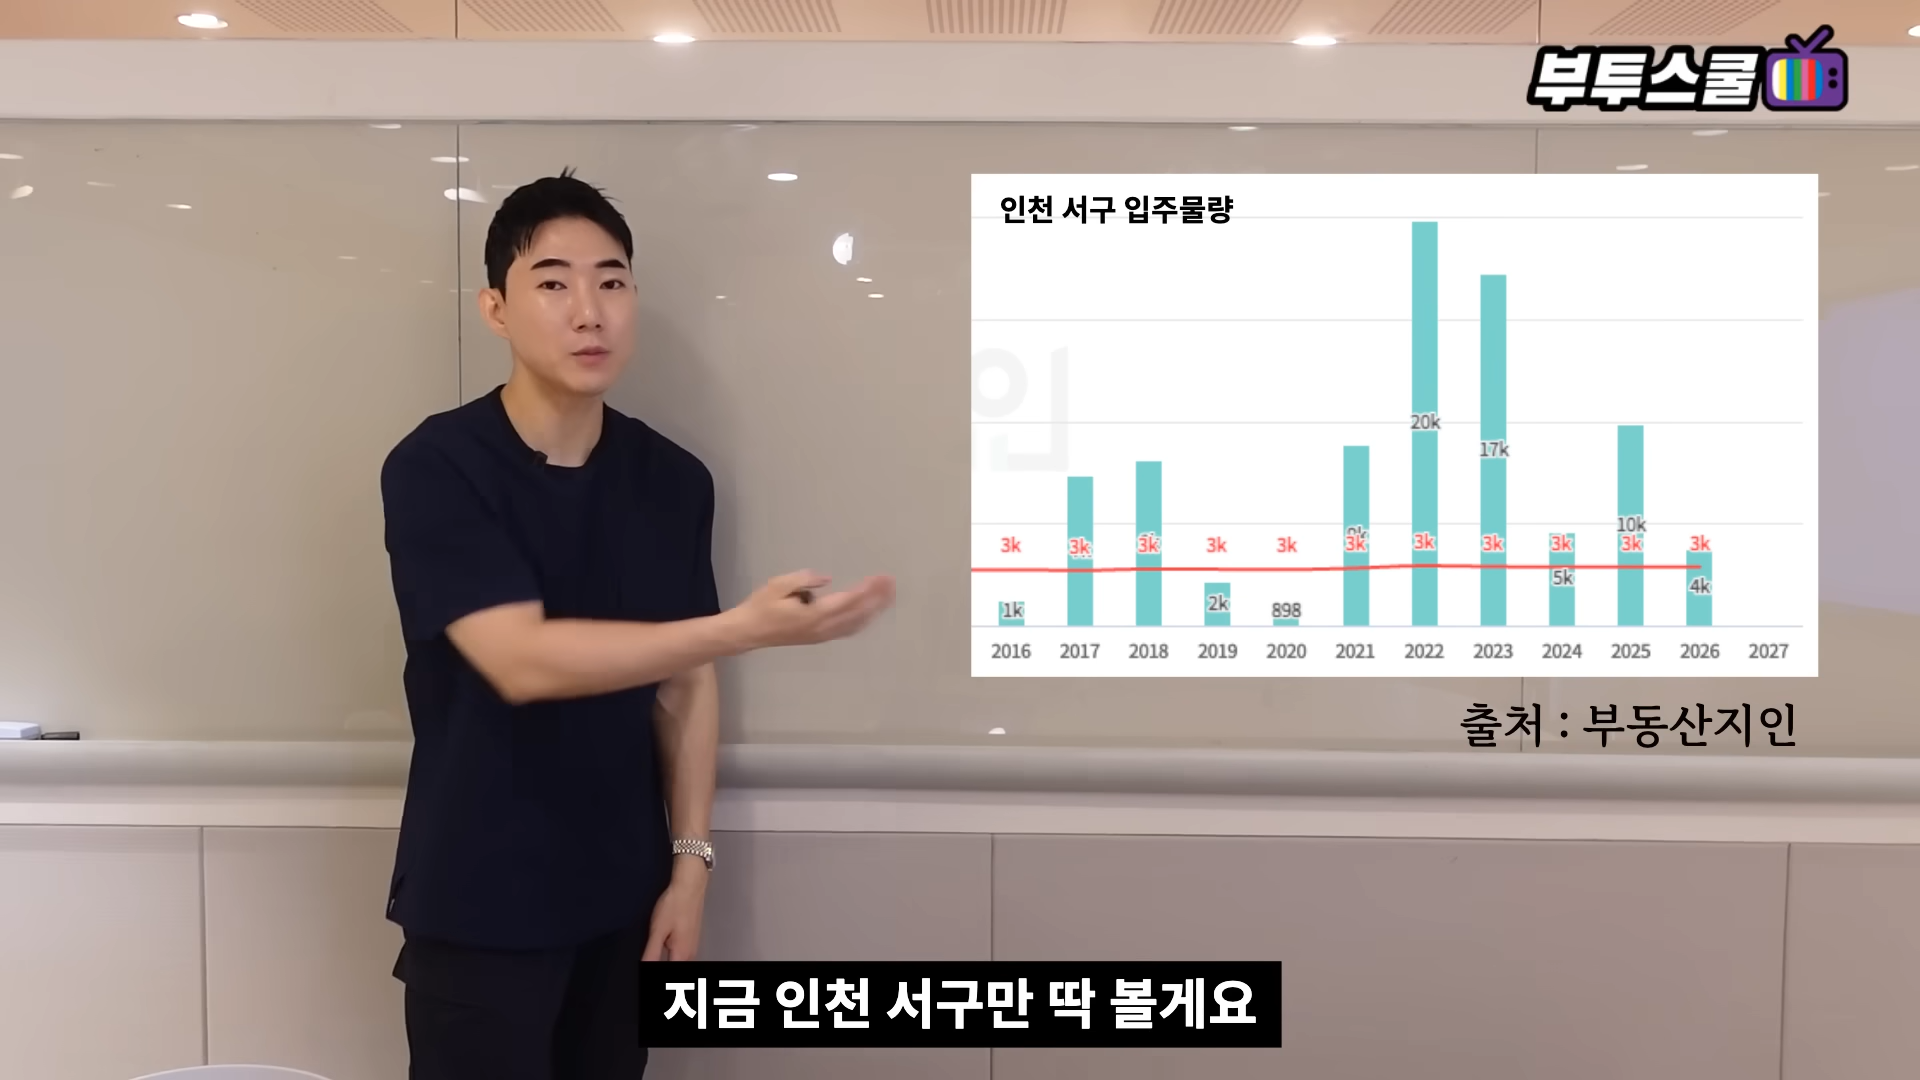 부투스쿨
인천 서구 입주물량
20k
17k
10k
3k 3k 3k 3k 3k 3k 3k 3k 3k 3k 3k
1k 2k 898 5k 4k
2016 2017 2018 2019 2020 2021 2022 2023 2024 2025 2026 2027
출처 : 부동산지인
지금 인천 서구만 딱 볼게요